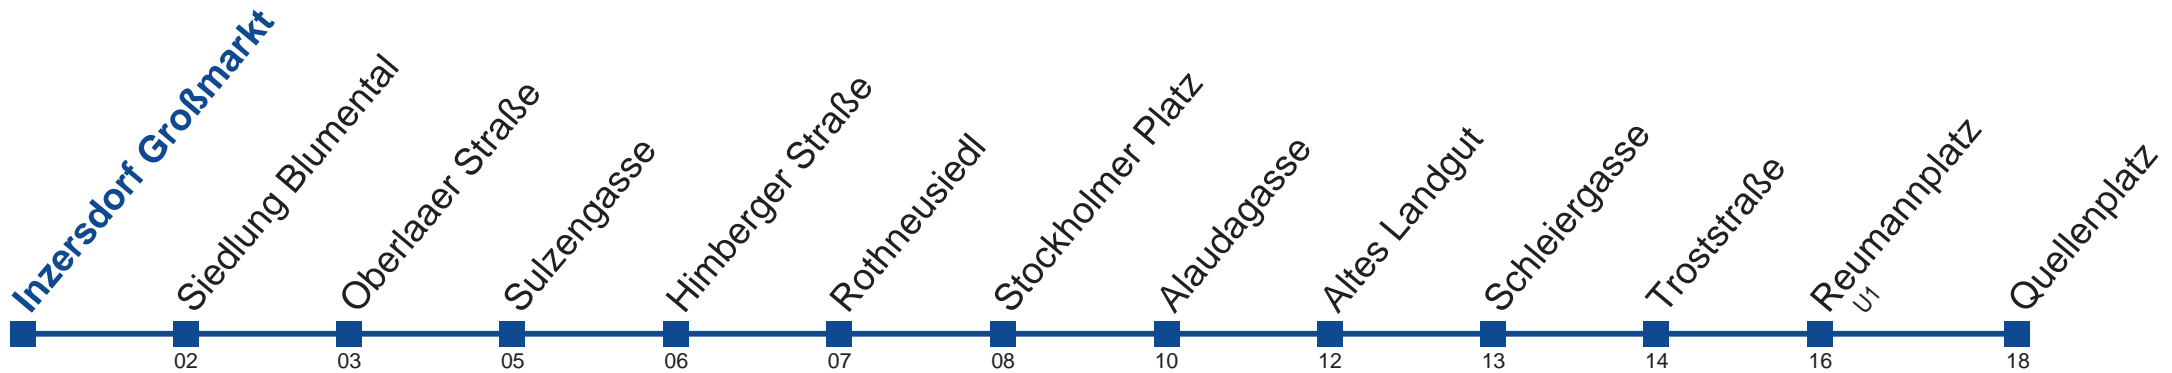 Inzersdorf Großmarkt
Siedlung Blumental
Oberlaaer Straße
Sulzengasse
Himberger Straße
Rothneusiedl
Stockholmer Platz
Alaudagasse
Altes Landgut
Schleiergasse
Troststraße
Reumannplatz
U1
Quellenplatz
02 03 05 06 07 08 10 12 13 14 16 18